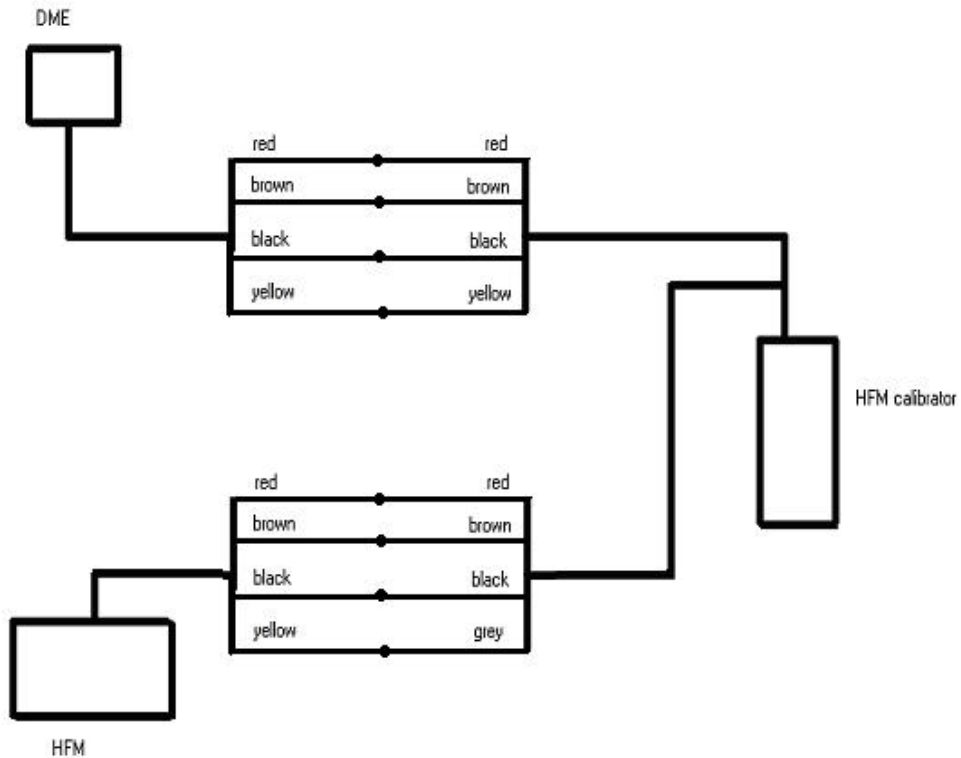 DME
red red
brown brown
black black
yellow yellow
HFM calibrator
red red
brown brown
black black
yellow grey
HFM